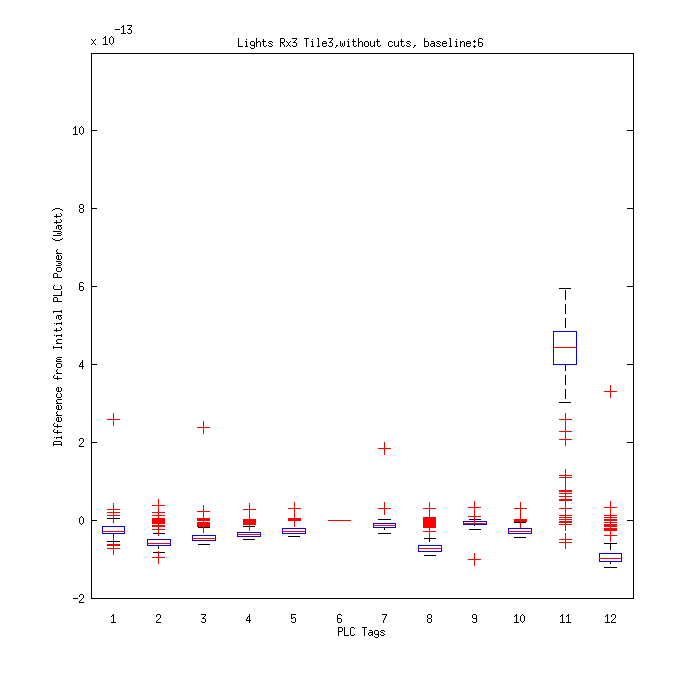 x 10-13
Lights Rx3 Tile3,without cuts, baseline:6
10
8
6
4
2
0
-2
Difference from Initial PLC Power (Watt)
1 2 3 4 5 6 7 8 9 10 11 12
PLC Tags